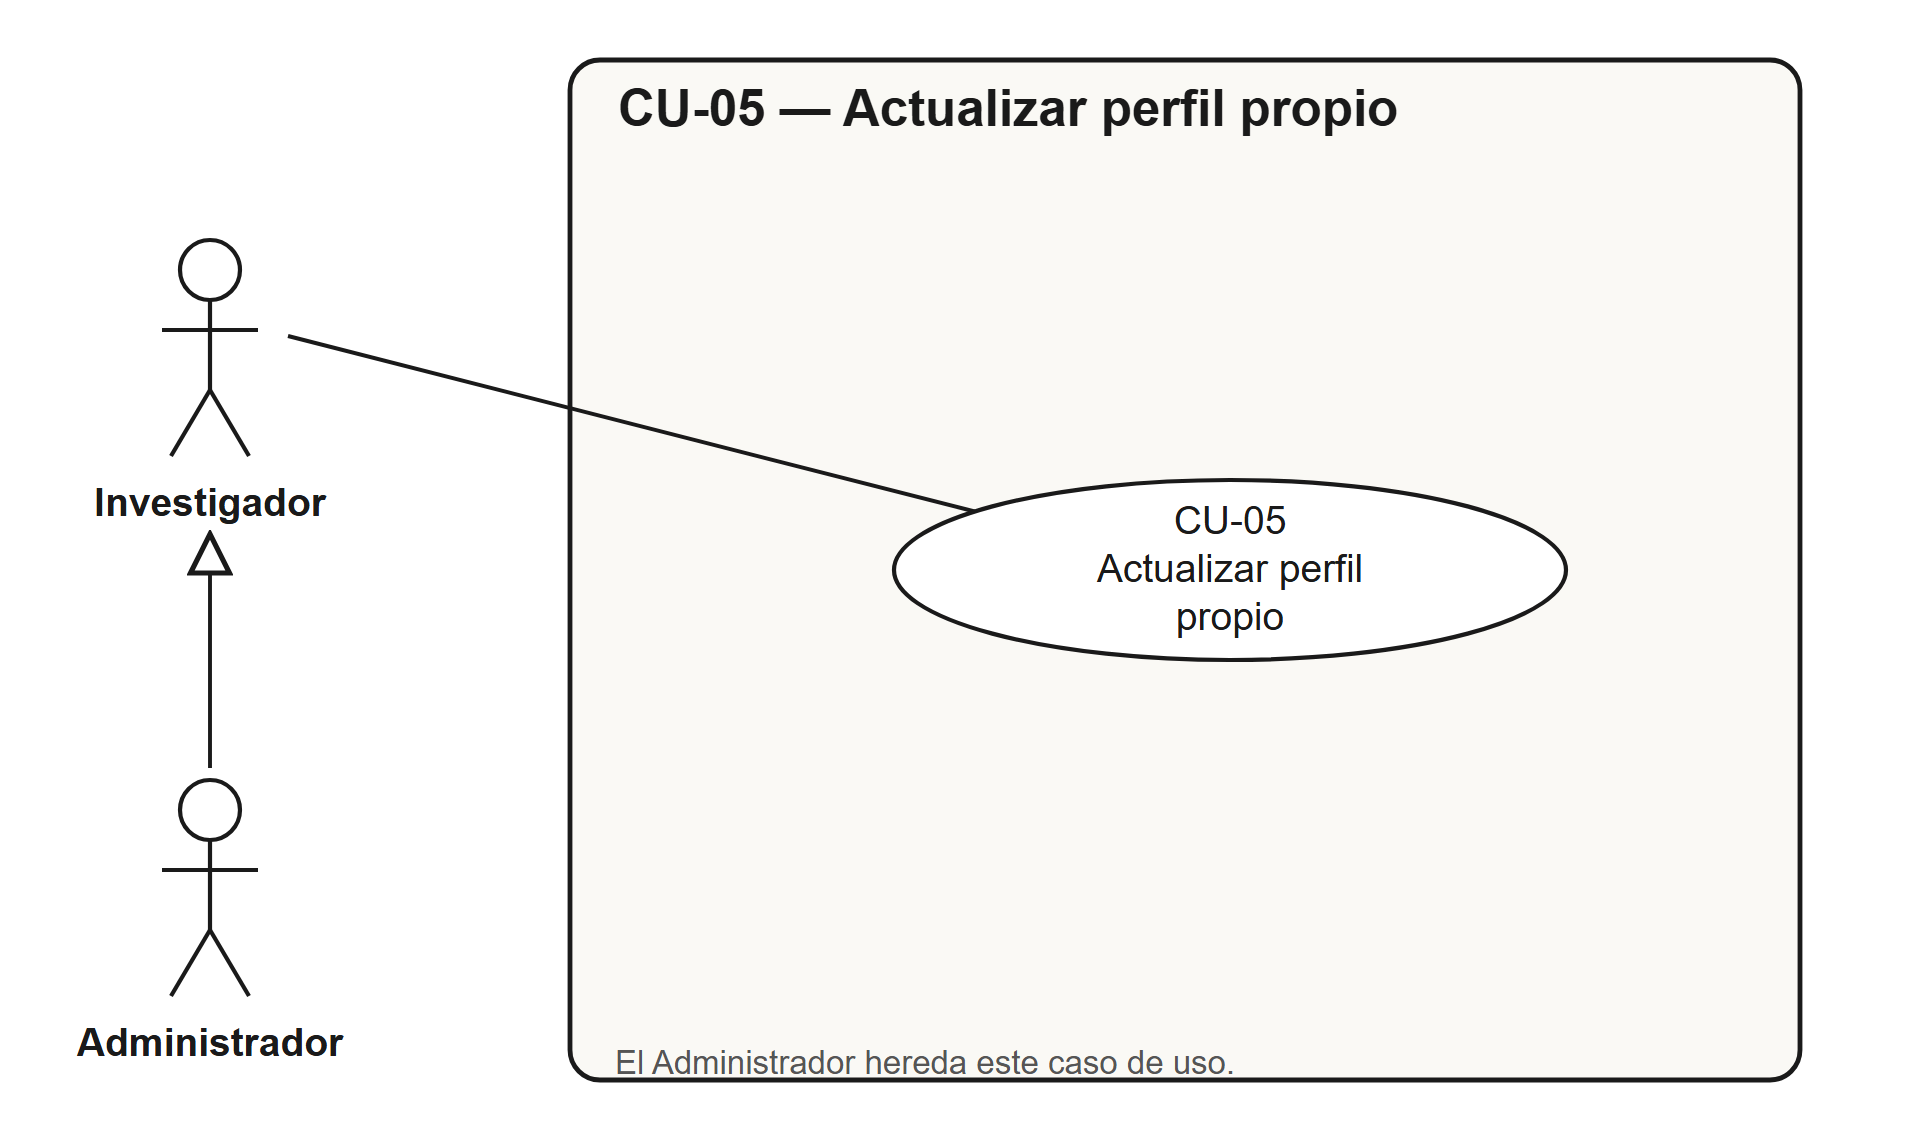 CU-05 — Actualizar perfil propio
Investigador
CU-05
Actualizar perfil
propio
Administrador
El Administrador hereda este caso de uso.